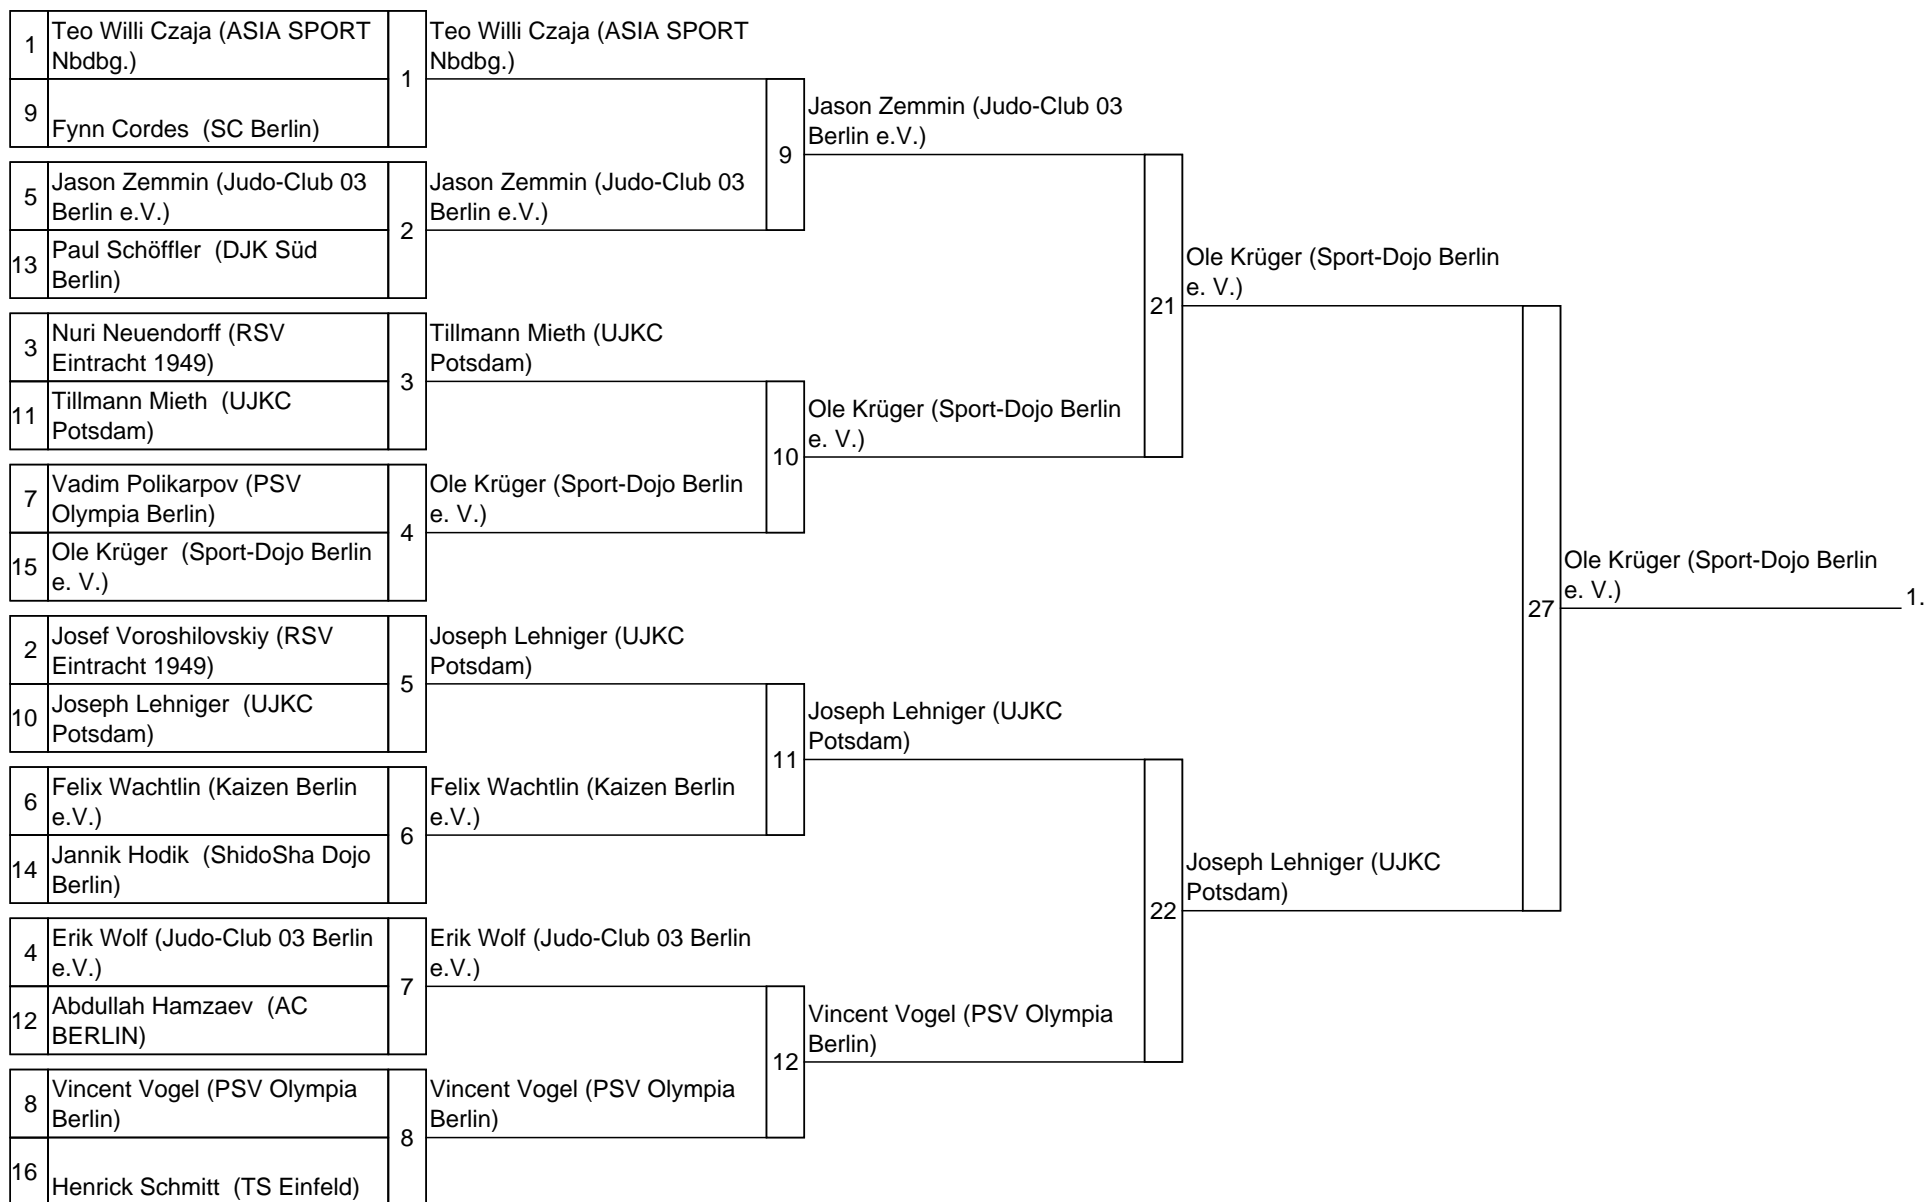 1
Teo Willi Czaja (ASIA SPORT
Nbdbg.)
9
Fynn Cordes  (SC Berlin)
1
5
Jason Zemmin (Judo-Club 03
Berlin e.V.)
13
Paul Schöffler  (DJK Süd
Berlin)
2
3
Nuri Neuendorff (RSV
Eintracht 1949)
11
Tillmann Mieth  (UJKC
Potsdam)
3
7
Vadim Polikarpov (PSV
Olympia Berlin)
15
Ole Krüger  (Sport-Dojo Berlin
e. V.)
4
2
Josef Voroshilovskiy (RSV
Eintracht 1949)
10
Joseph Lehniger  (UJKC
Potsdam)
5
6
Felix Wachtlin (Kaizen Berlin
e.V.)
14
Jannik Hodik  (ShidoSha Dojo
Berlin)
6
4
Erik Wolf (Judo-Club 03 Berlin
e.V.)
12
Abdullah Hamzaev  (AC
BERLIN)
7
8
Vincent Vogel (PSV Olympia
Berlin)
16
Henrick Schmitt  (TS Einfeld)
8
Teo Willi Czaja (ASIA SPORT
Nbdbg.)
Jason Zemmin (Judo-Club 03
Berlin e.V.)
9
Tillmann Mieth (UJKC
Potsdam)
Ole Krüger (Sport-Dojo Berlin
e. V.)
10
Joseph Lehniger (UJKC
Potsdam)
Felix Wachtlin (Kaizen Berlin
e.V.)
11
Erik Wolf (Judo-Club 03 Berlin
e.V.)
Vincent Vogel (PSV Olympia
Berlin)
12
Jason Zemmin (Judo-Club 03
Berlin e.V.)
Ole Krüger (Sport-Dojo Berlin
e. V.)
21
Joseph Lehniger (UJKC
Potsdam)
Vincent Vogel (PSV Olympia
Berlin)
22
Ole Krüger (Sport-Dojo Berlin
e. V.)
Joseph Lehniger (UJKC
Potsdam)
27
Ole Krüger (Sport-Dojo Berlin
e. V.)
1.